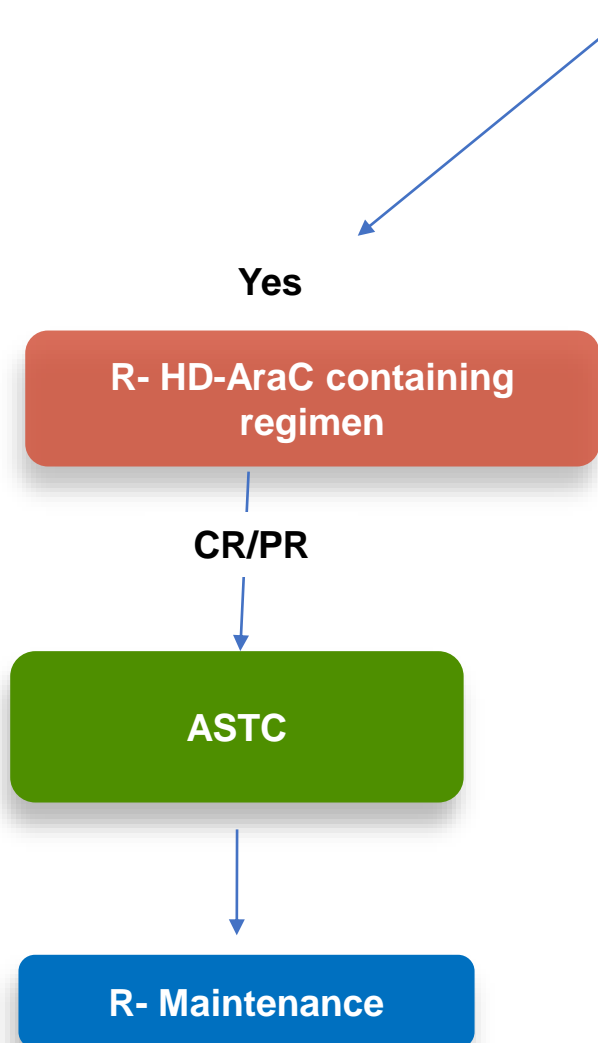 Yes
R- HD-AraC containing
regimen
CR/PR
ASTC
R- Maintenance